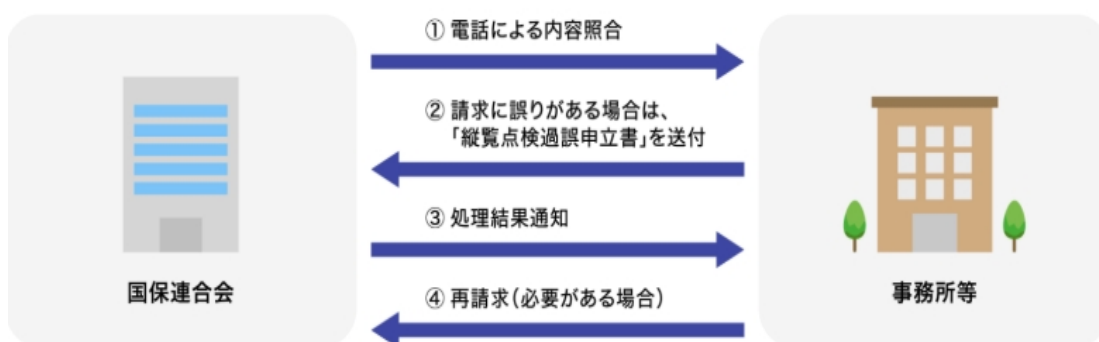 ① 電話による内容照合
② 請求に誤りがある場合は、
「縦覧点検過誤申立書」を送付
③ 処理結果通知
④ 再請求(必要がある場合)
国保連合会
事務所等